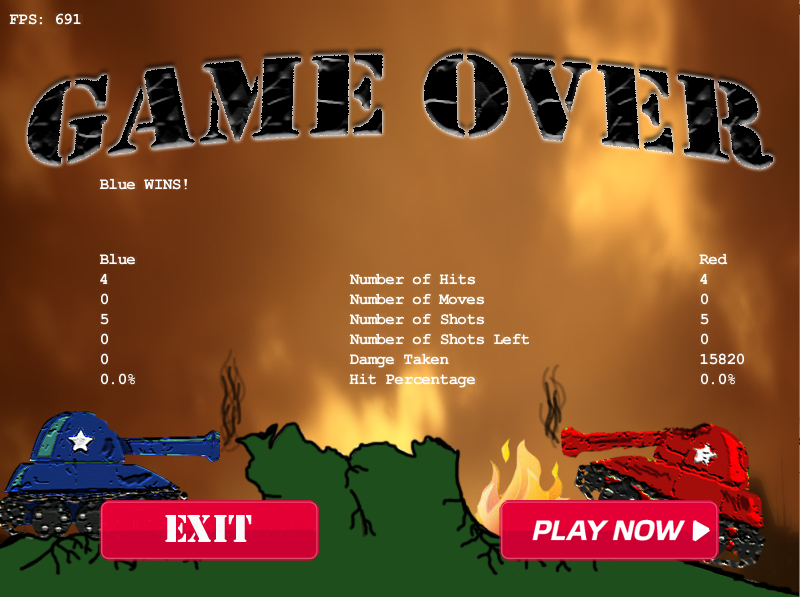 FPS: 691
GAME OVER
Blue WINS!
Blue Red
4 Number of Hits 4
0 Number of Moves 0
5 Number of Shots 5
0 Number of Shots Left 0
0 Damge Taken 15820
0.0% Hit Percentage 0.0%
EXIT PLAY NOW